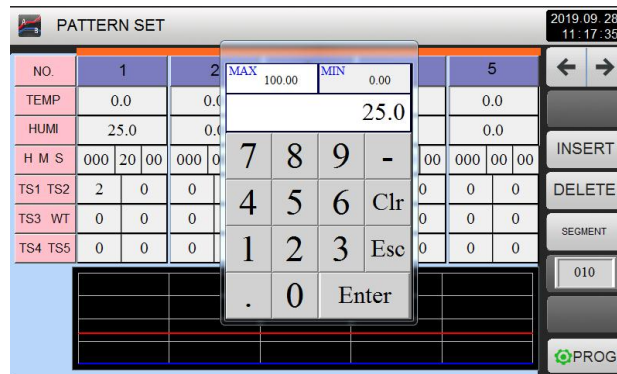 A B PATTERN SET
2019.09.28
11:17:35
NO. 1 2 5
TEMP 0.0 0.0
HUMI 25.0 0.0
H M S 000 20 00 000 00 000 00 00
TS1 TS2 2 0 0 0 0 0
TS3 WT 0 0 0 0 0 0
TS4 TS5 0 0 0 0 0 0
MAX 100.00 MIN 0.00
25.0
7 8 9 -
4 5 6 Clr
1 2 3 Esc
. 0 Enter
← →
INSERT
DELETE
SEGMENT
010
PROG